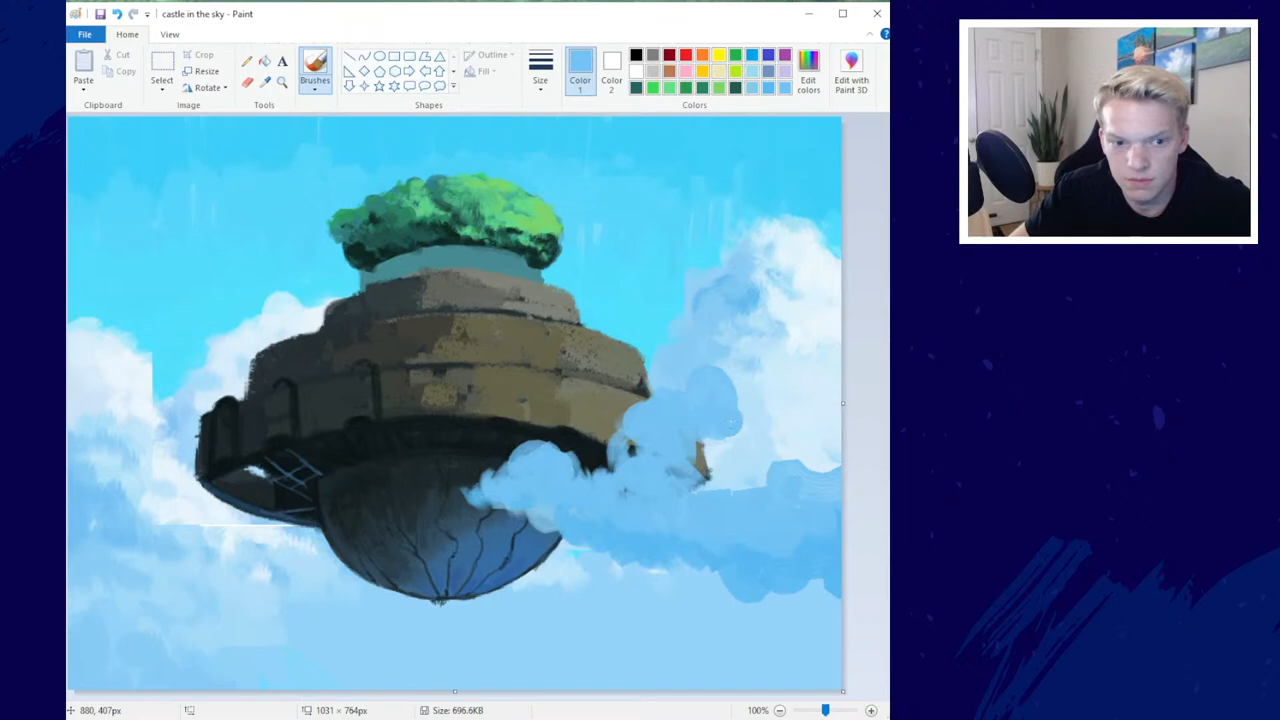 castle in the sky - Paint
File Home View
Paste Cut Copy Clipboard
Select Crop Resize Rotate Image
Tools
Brushes
Shapes Outline Fill
Size
Color 1 Color 2 Colors
Edit colors
Edit with Paint 3D
880, 407px 1031 × 764px Size: 696.6KB 100%